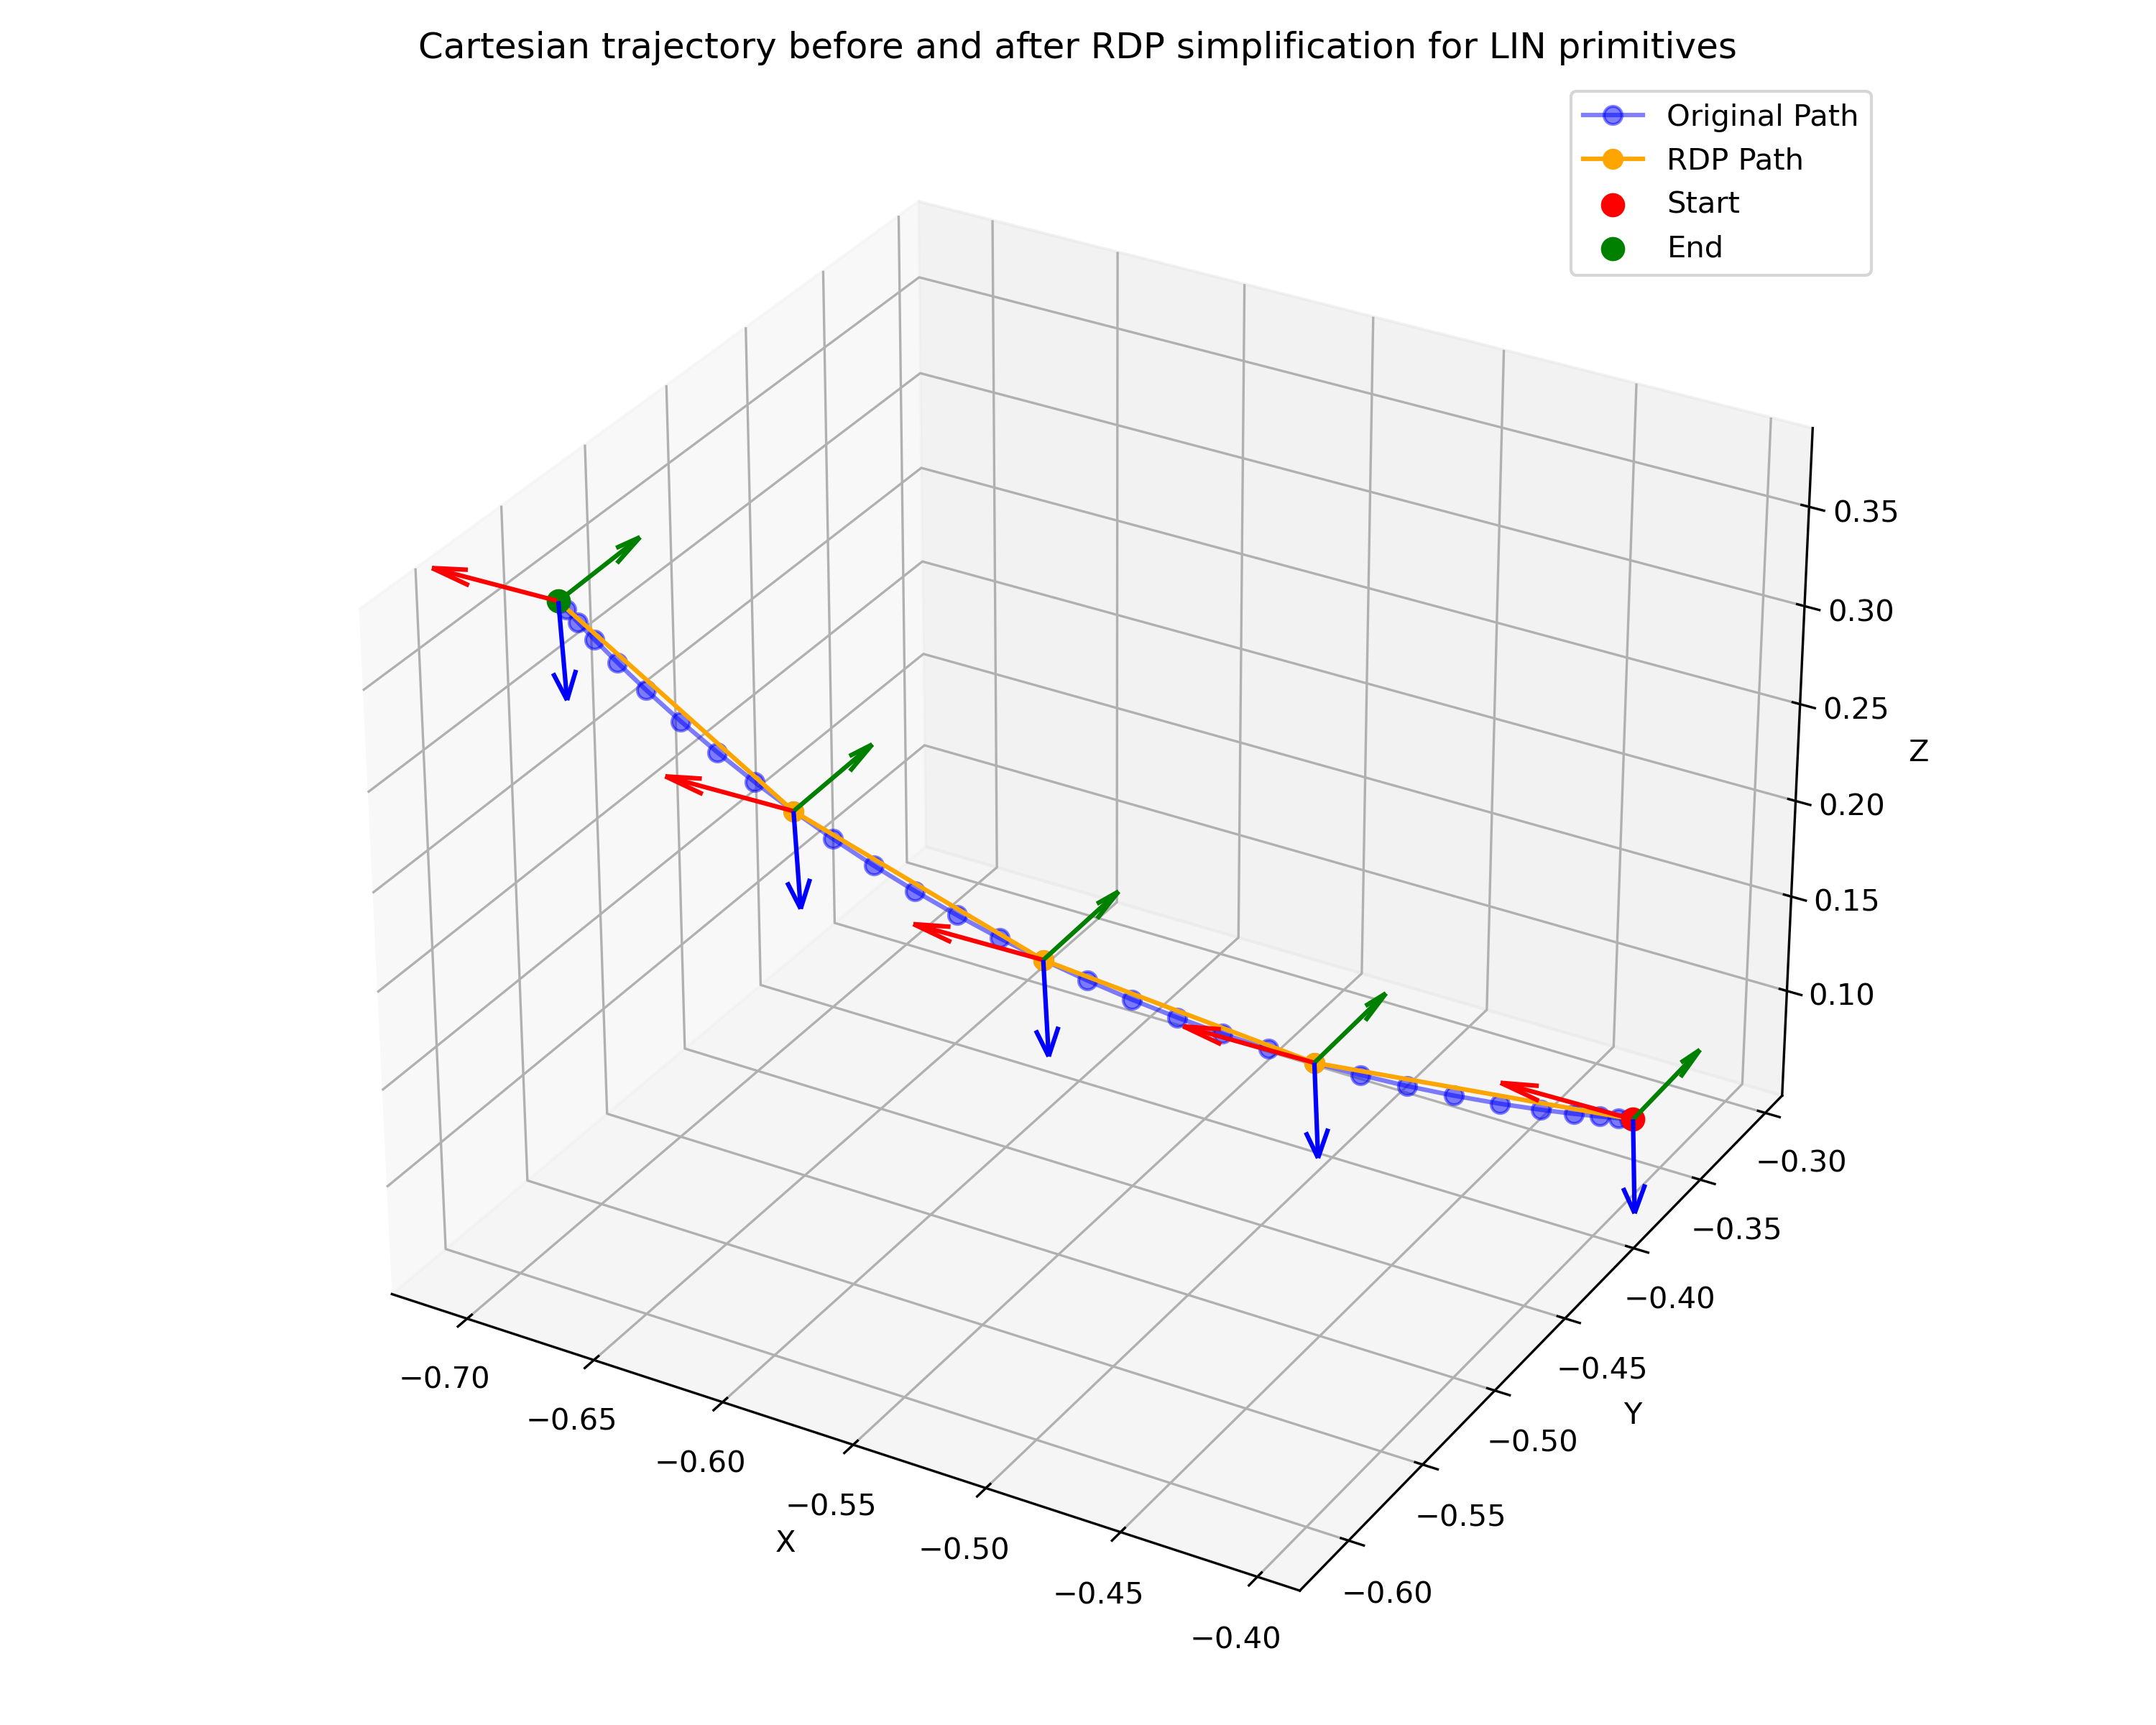 Cartesian trajectory before and after RDP simplification for LIN primitives
Original Path
RDP Path
Start
End
0.35
0.30
0.25
Z
0.20
0.15
0.10
−0.30
−0.35
−0.40
−0.45
Y
−0.50
−0.55
−0.60
−0.70
−0.65
−0.60
−0.55
X
−0.50
−0.45
−0.40